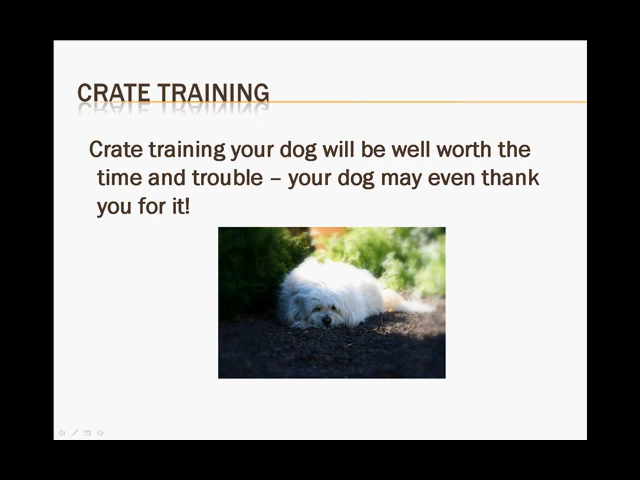 CRATE TRAINING
Crate training your dog will be well worth the
time and trouble – your dog may even thank
you for it!